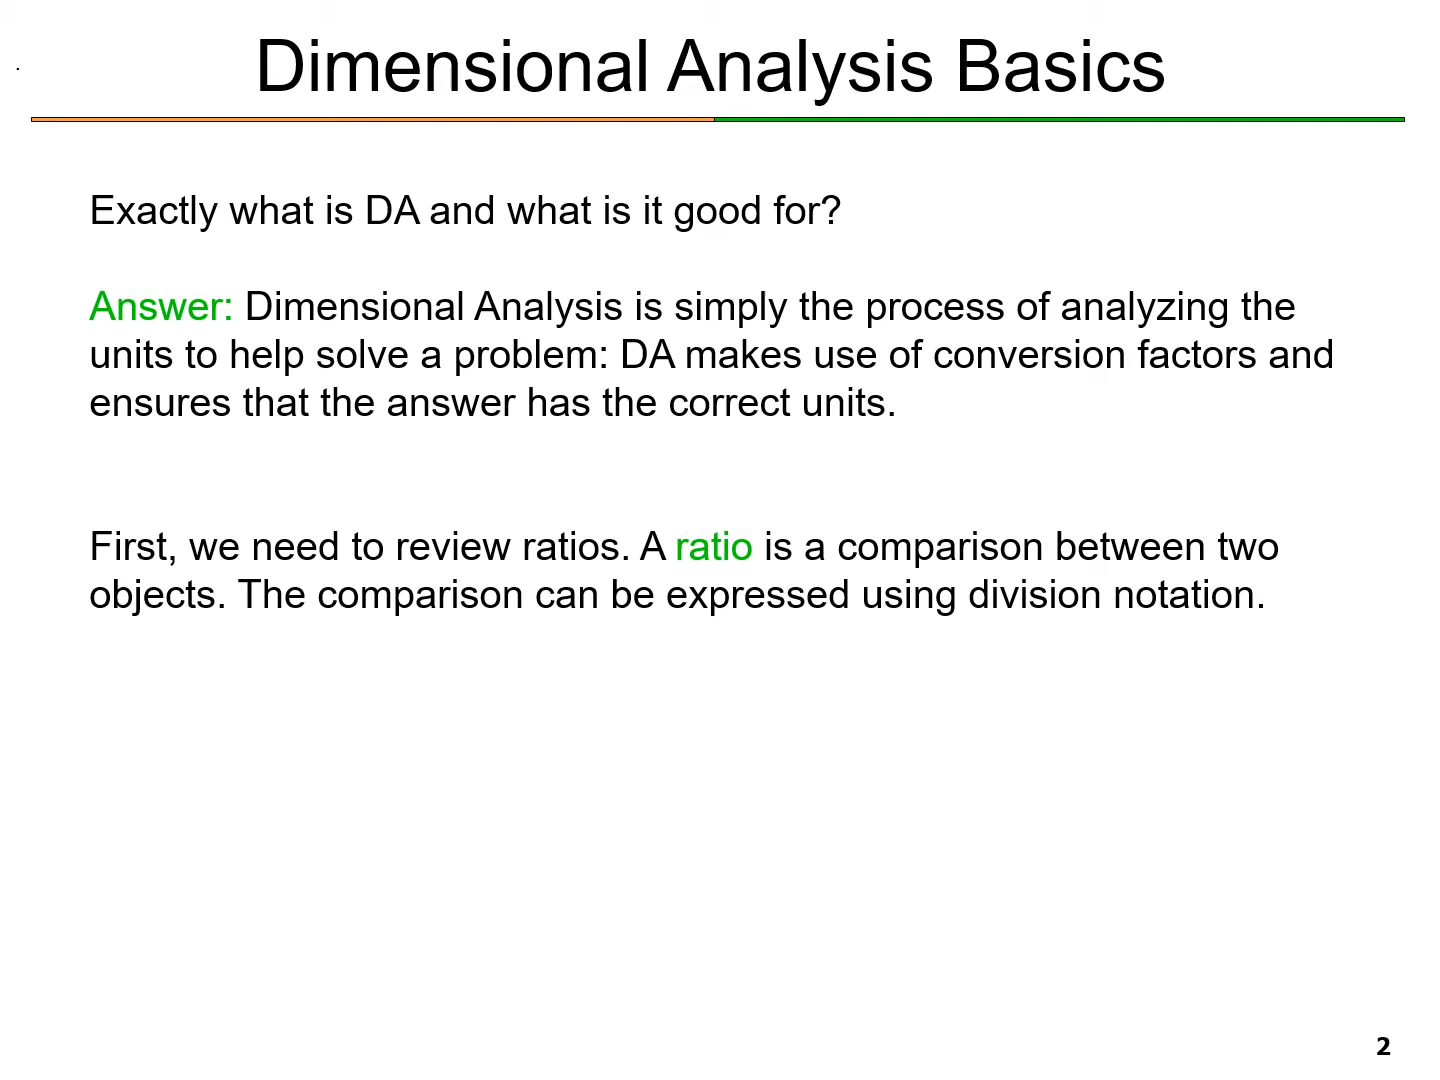 Dimensional Analysis Basics
.
Exactly what is DA and what is it good for?
Answer: Dimensional Analysis is simply the process of analyzing the
units to help solve a problem: DA makes use of conversion factors and
ensures that the answer has the correct units.
First, we need to review ratios. A ratio is a comparison between two
objects. The comparison can be expressed using division notation.
2